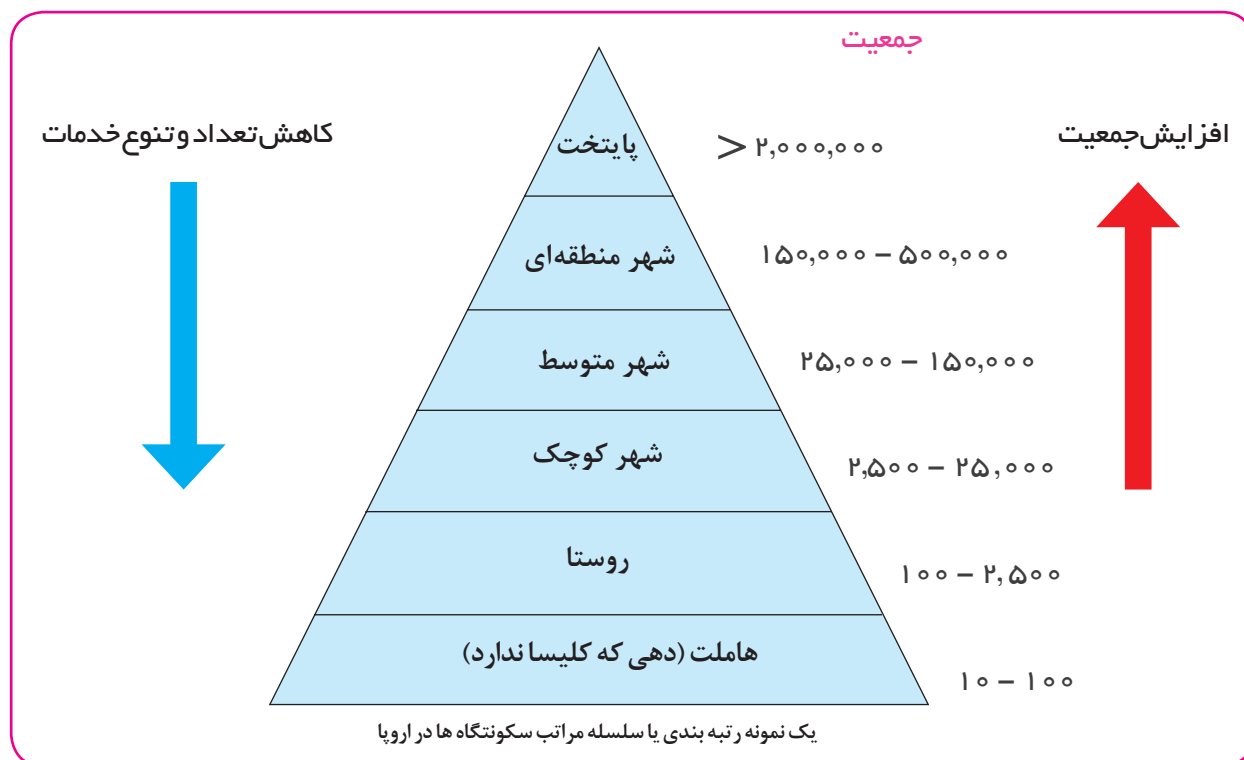 جمعیت
افزایش جمعیت
کاهش تعداد و تنوع خدمات
پایتخت
> ۲,۰۰۰,۰۰۰
شهر منطقه‌ای
۱۵۰,۰۰۰ – ۵۰۰,۰۰۰
شهر متوسط
۲۵,۰۰۰ – ۱۵۰,۰۰۰
شهر کوچک
۲,۵۰۰ – ۲۵,۰۰۰
روستا
۱۰۰ – ۲,۵۰۰
هاملت (دهی که کلیسا ندارد)
۱۰ – ۱۰۰
یک نمونه رتبه بندی یا سلسله مراتب سکونتگاه ها در اروپا